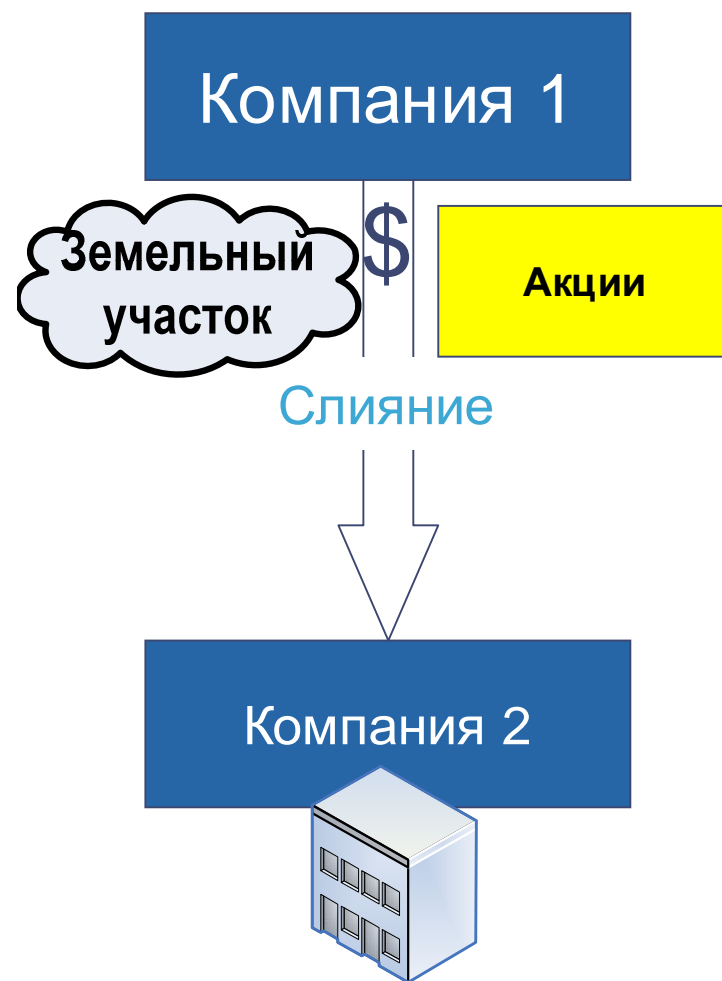 Компания 1
Земельный
участок
$
Акции
Слияние
Компания 2